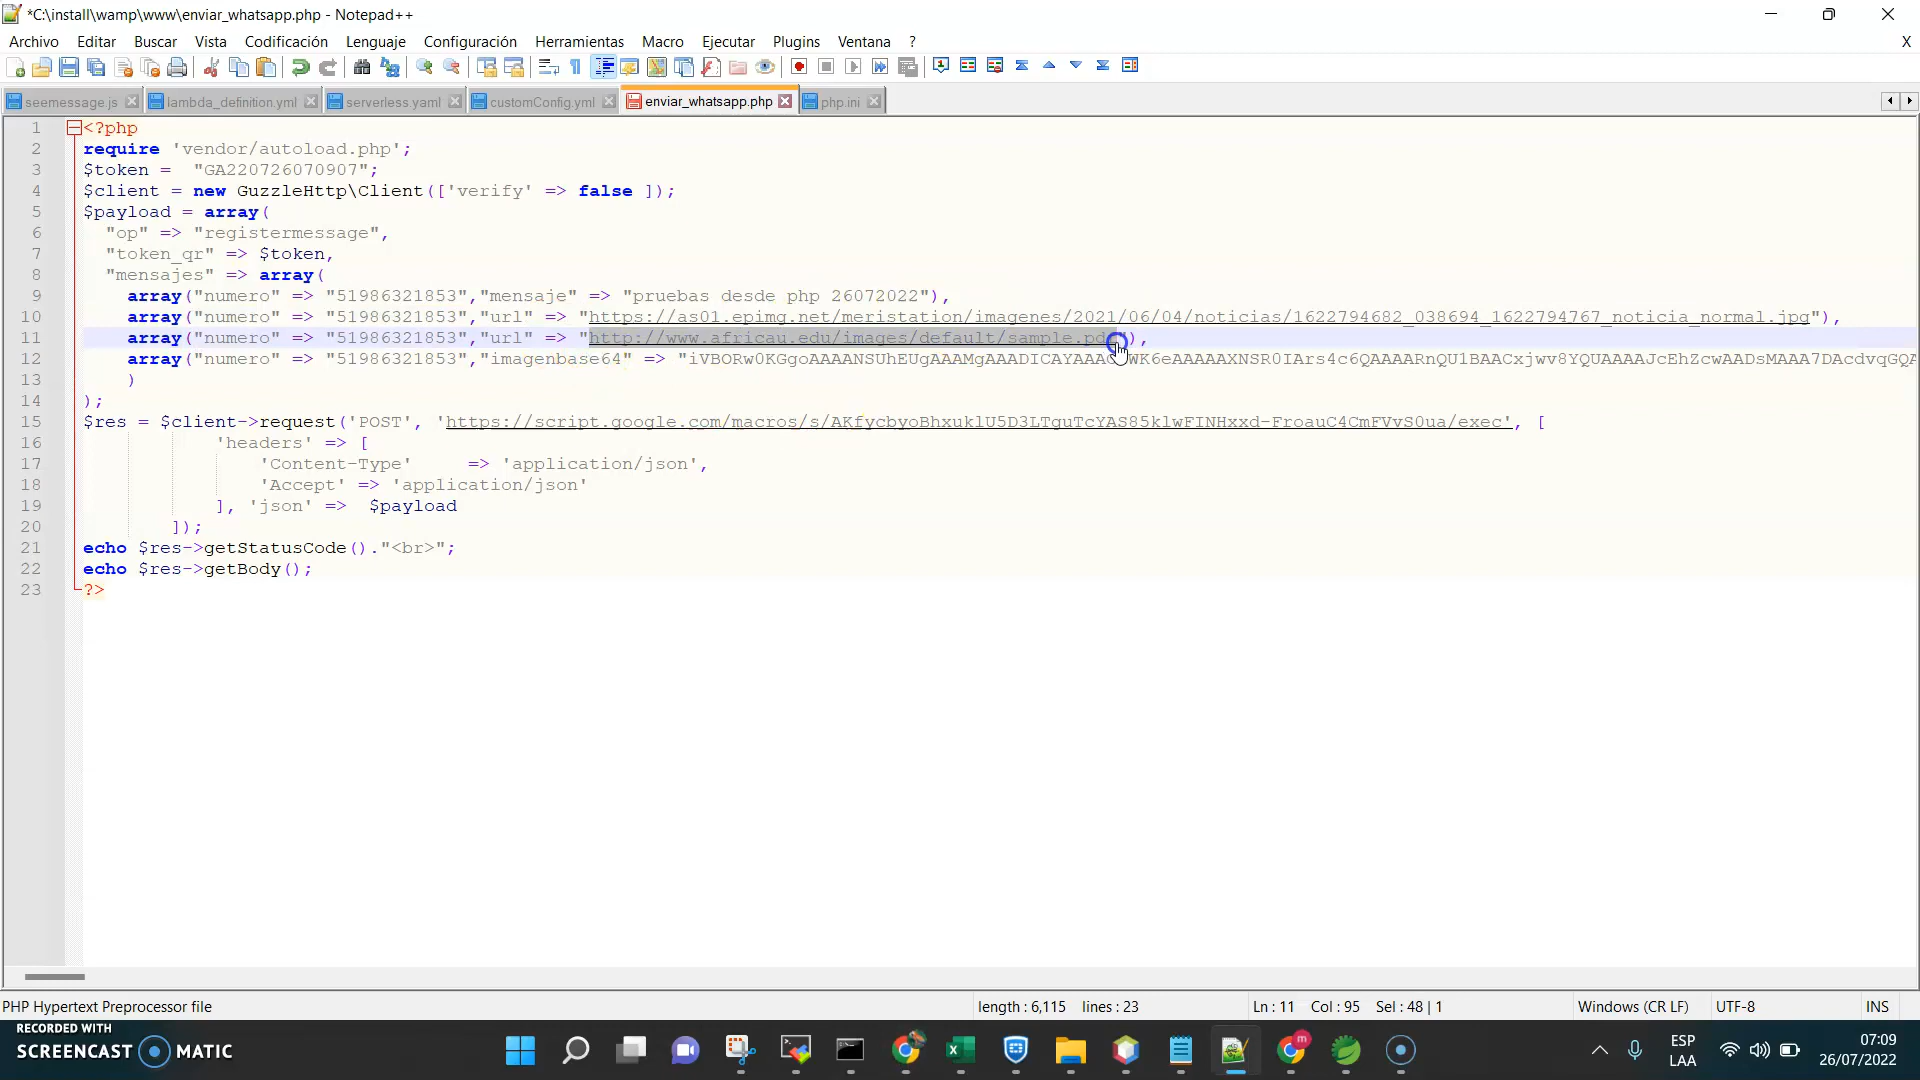 *C:\install\wamp\www\enviar_whatsapp.php - Notepad++
Archivo Editar Buscar Vista Codificación Lenguaje Configuración Herramientas Macro Ejecutar Plugins Ventana ? X
seemessage.js lambda_definition.yml serverless.yaml customConfig.yml enviar_whatsapp.php php.ini
1 <?php
2 require 'vendor/autoload.php';
3 $token = "GA220726070907";
4 $client = new GuzzleHttp\Client(['verify' => false ]);
5 $payload = array(
6 "op" => "registermessage",
7 "token_qr" => $token,
8 "mensajes" => array(
9 array("numero" => "51986321853","mensaje" => "pruebas desde php 26072022"),
10 array("numero" => "51986321853","url" => "https://as01.epimg.net/meristation/imagenes/2021/06/04/noticias/1622794682_038694_1622794767_noticia_normal.jpg"),
11 array("numero" => "51986321853","url" => "http://www.africau.edu/images/default/sample.pdf"),
12 array("numero" => "51986321853","imagenbase64" =>
13 )
14 );
15 $res = $client->request('POST', 'https://script.google.com/macros/s/AKfycbyoBhxuklU5D3LTguTcYAS85klwFINHxxd-FroauC4CmFVvS0ua/exec', [
16 'headers' => [
17 'Content-Type' => 'application/json',
18 'Accept' => 'application/json'
19 ], 'json' => $payload
20 ]);
21 echo $res->getStatusCode()."<br>";
22 echo $res->getBody();
23 ?>
PHP Hypertext Preprocessor file length : 6,115 lines : 23 Ln : 11 Col : 95 Sel : 48 | 1 Windows (CR LF) UTF-8 INS
RECORDED WITH
SCREENCAST MATIC
ESP
LAA
07:09
26/07/2022